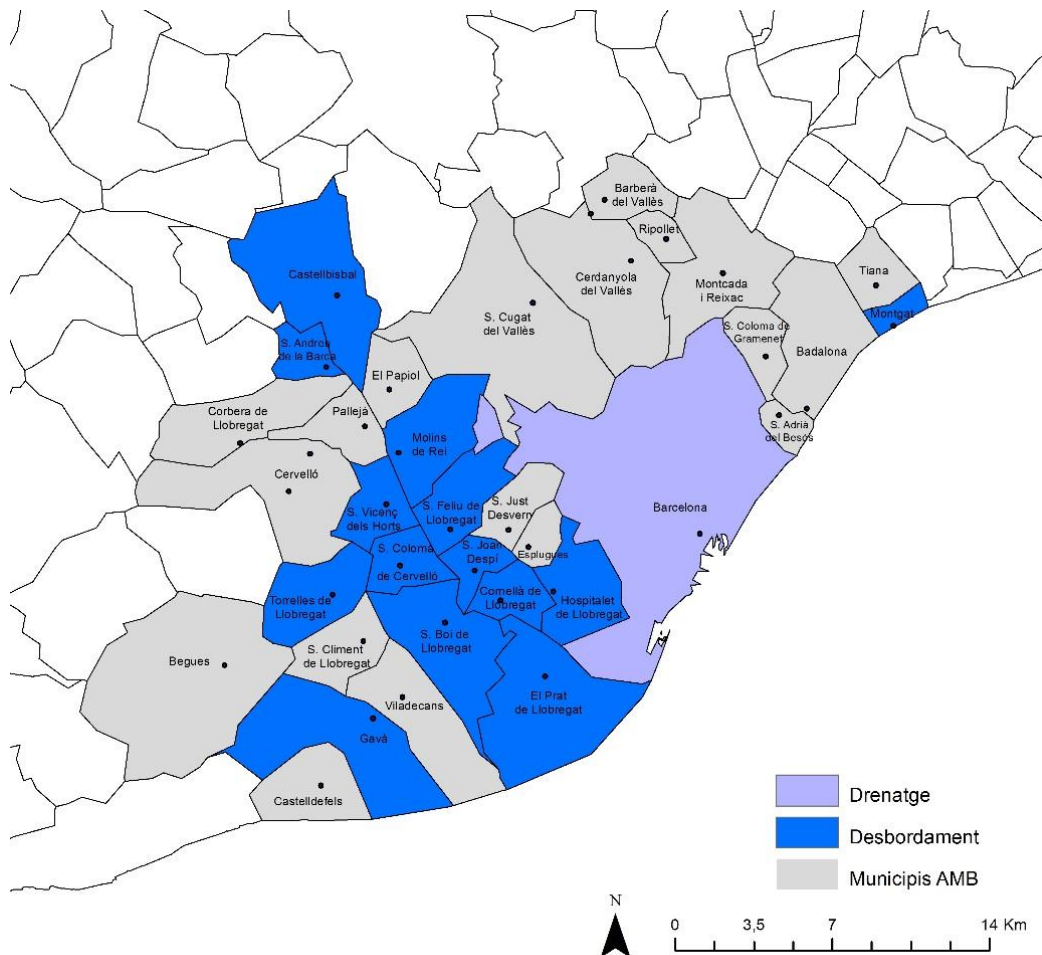 Barberà
del Vallès
Ripollet
Cerdanyola
del Vallés
Montcada
i Reixac
Tiana
Montgat
Castellbisbal
S. Cugat
del Vallès
S. Coloma de
Gramenet
Badalona
S. Andreu
de la Barca
El Papiol
Corbera de
Llobregat
Pallejà
S. Adrià
del Besòs
Molins
de Rei
Cervelló
S. Vicenç
dels Horts
S. Feliu de
Llobregat
S. Just
Desvern
Barcelona
S. Coloma
de Cervelló
S. Joan
Despí
Esplugues
Torrelles de
Llobregat
Cornellà de
Llobregat
Hospitalet
de Llobregat
S. Boi de
Llobregat
Begues
S. Climent
de Llobregat
El Prat
de Llobregat
Viladecans
Gavà
Castelldefels
Drenatge
Desbordament
Municipis AMB
N
0 3,5 7 14 Km